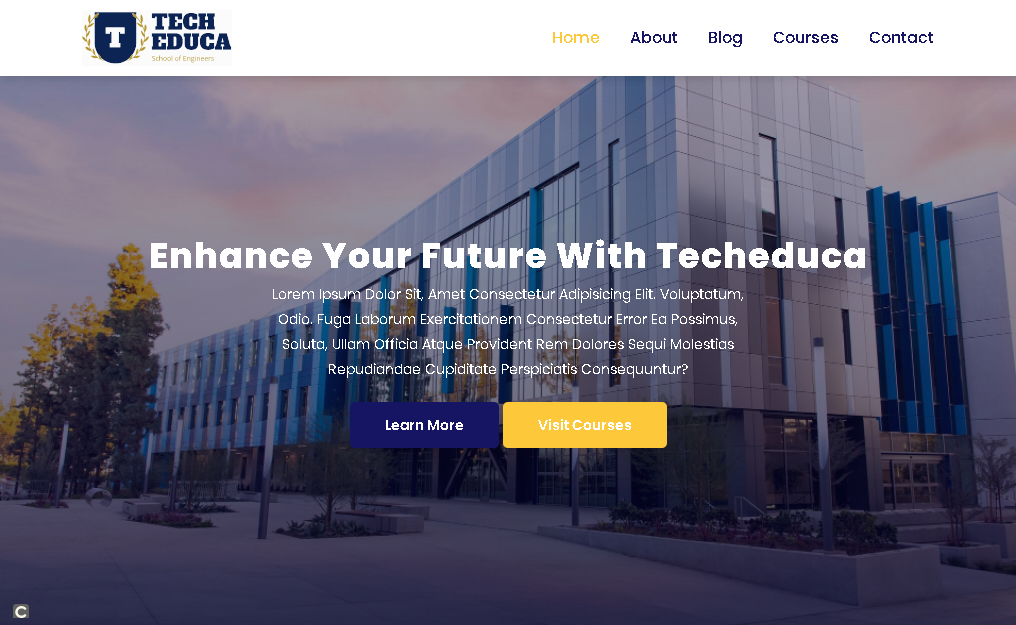 T
TECH
EDUCA
School of Engineers
Home About Blog Courses Contact
Enhance Your Future With Techeduca
Lorem Ipsum Dolor Sit, Amet Consectetur Adipisicing Elit. Voluptatum,
Odio. Fuga Laborum Exercitationem Consectetur Error Ea Possimus,
Soluta, Ullam Officia Atque Provident Rem Dolores Sequi Molestias
Repudiandae Cupiditate Perspiciatis Consequuntur?
Learn More Visit Courses
C